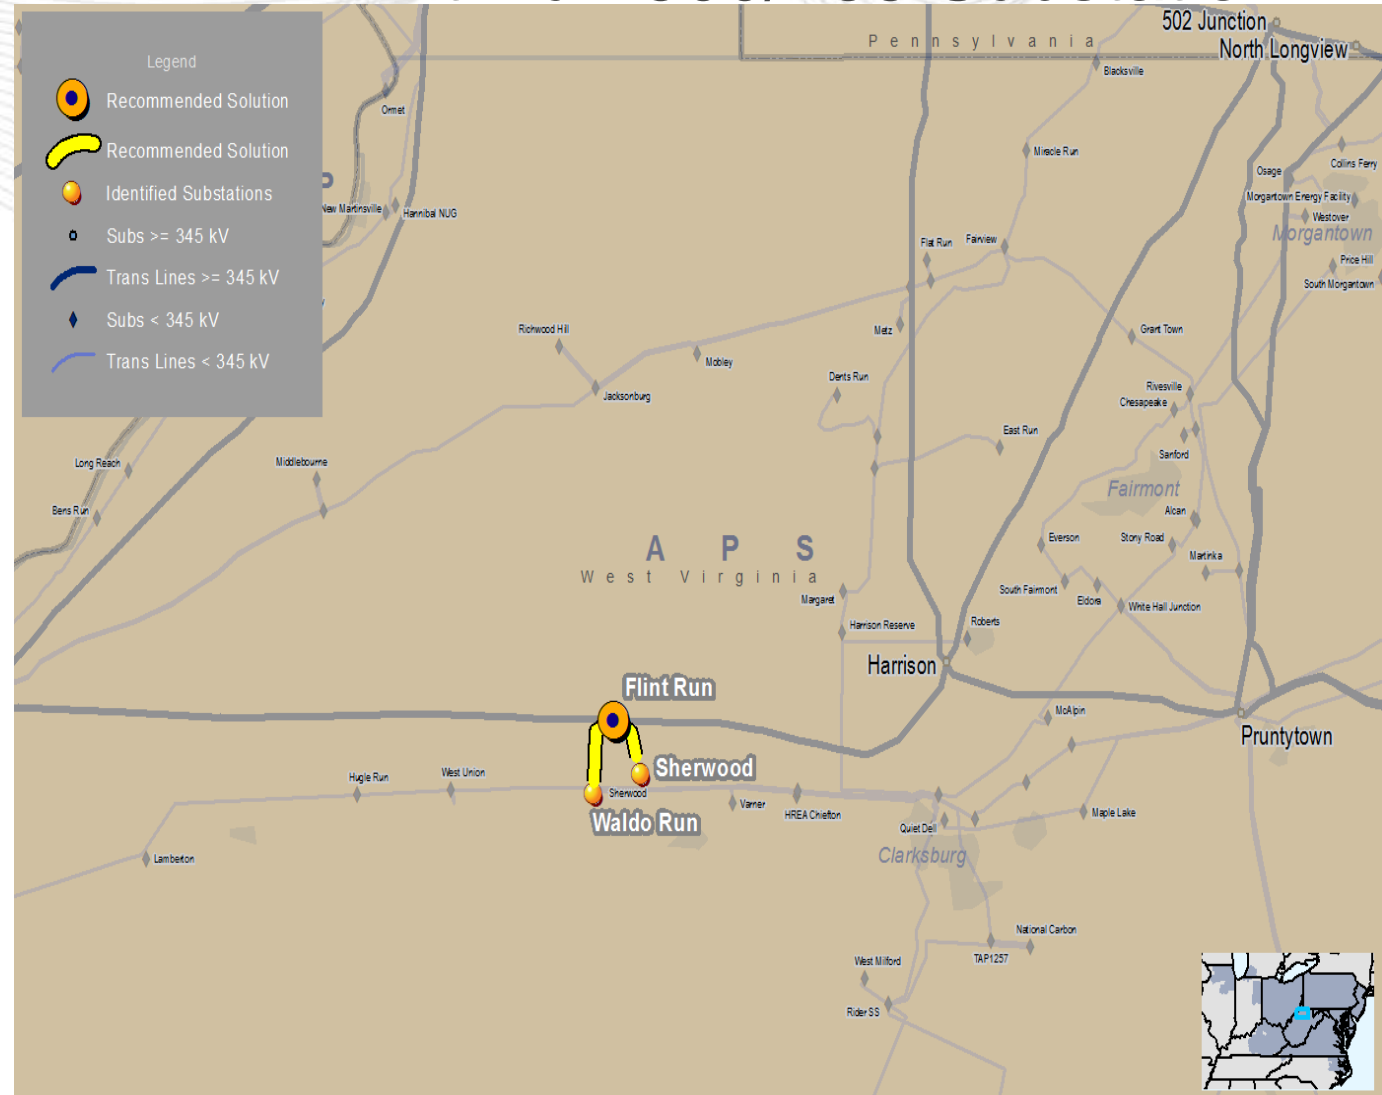 502 Junction
North Longview
Pennsylvania
Blacksville
Legend
Recommended Solution
Recommended Solution
Identified Substations
Subs >= 345 kV
Trans Lines >= 345 kV
Subs < 345 kV
Trans Lines < 345 kV
Ormet
P
New Martinsville
Hannibal NUG
Miracle Run
Collins Ferry
Osage
Morgantown Energy Facility
Westover
Morgantown
Price Hill
South Morgantown
Flat Run
Fairview
Richwood Hill
Metz
Grant Town
Mobley
Jacksonburg
Dents Run
Rivesville
Chesapeake
East Run
Sanford
Long Reach
Middlebourne
Fairmont
Bens Run
Alcan
Everson
Stony Road
Martinka
A P S
West Virginia
South Fairmont
Eldora
White Hall Junction
Margaret
Harrison Reserve
Roberts
Harrison
Flint Run
McAlpin
Pruntytown
Sherwood
Hugle Run
West Union
Sherwood
Varner
HREA Chiefton
Maple Lake
Waldo Run
Quiet Dell
Clarksburg
Lamberton
National Carbon
TAP1257
West Milford
Rider SS